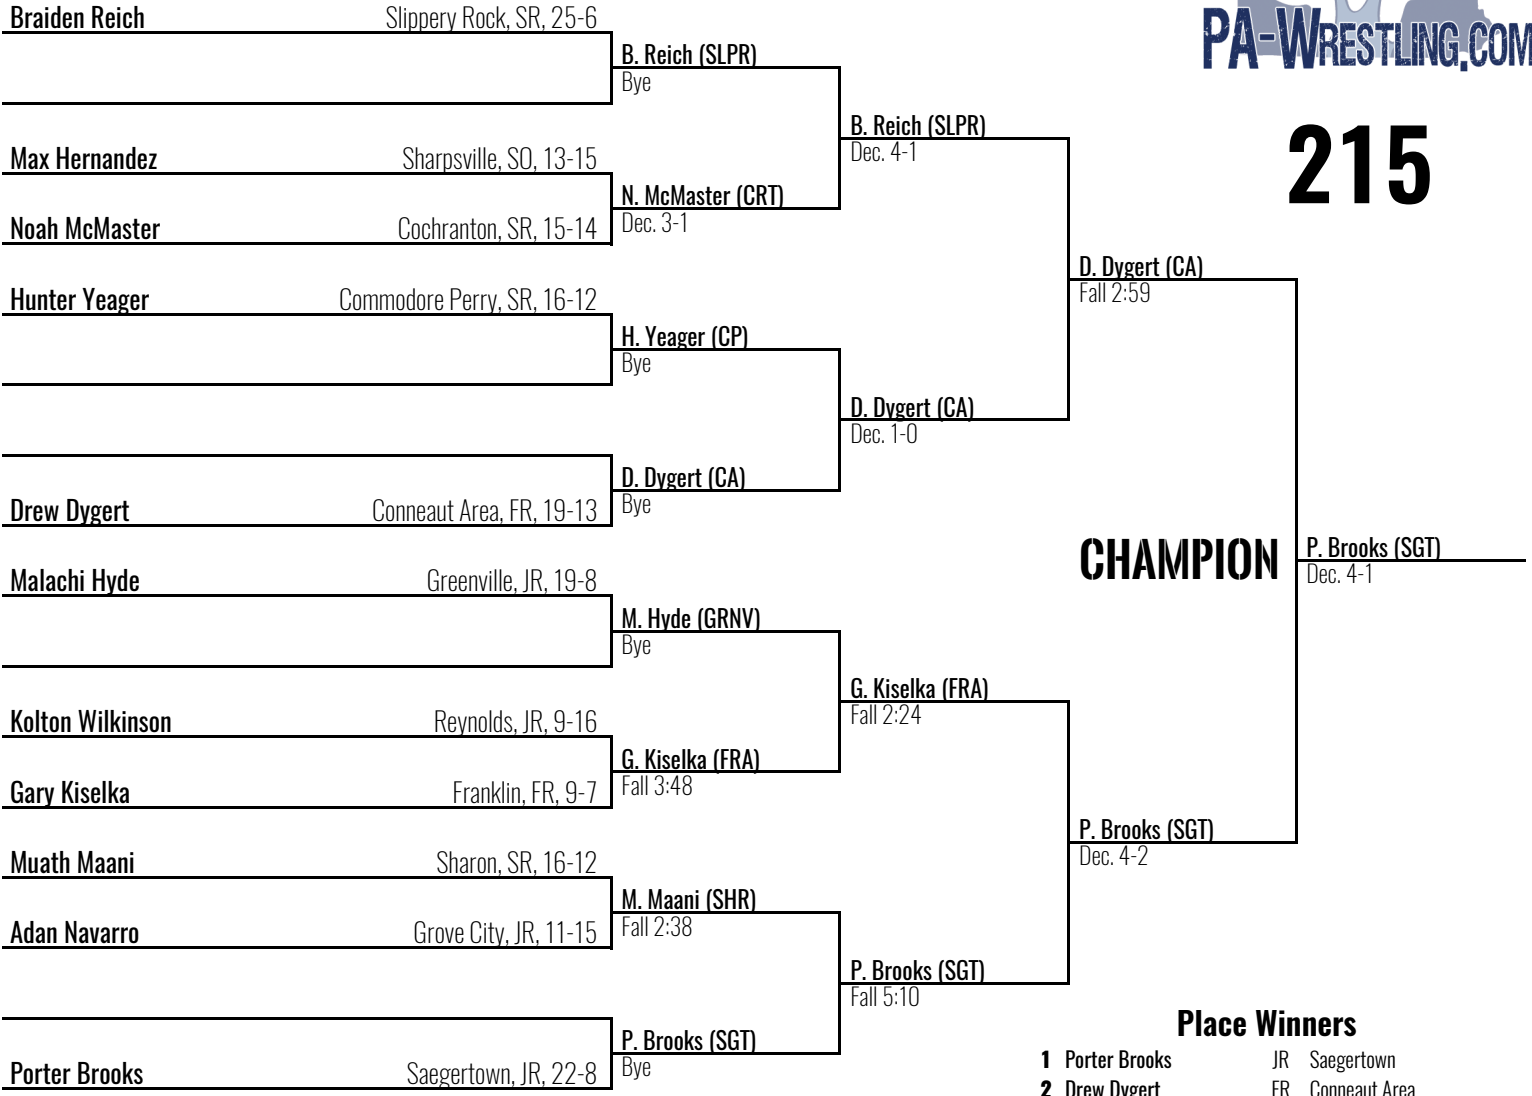 Braiden Reich Slippery Rock, SR, 25-6
B. Reich (SLPR)
Bye
PA-WRESTLING.COM
B. Reich (SLPR)
Dec. 4-1
215
Max Hernandez Sharpsville, SO, 13-15
N. McMaster (CRT)
Dec. 3-1
Noah McMaster Cochranton, SR, 15-14
D. Dygert (CA)
Fall 2:59
Hunter Yeager Commodore Perry, SR, 16-12
H. Yeager (CP)
Bye
D. Dygert (CA)
Dec. 1-0
D. Dygert (CA)
Bye
Drew Dygert Conneaut Area, FR, 19-13
CHAMPION
P. Brooks (SGT)
Dec. 4-1
Malachi Hyde Greenville, JR, 19-8
M. Hyde (GRNV)
Bye
G. Kiselka (FRA)
Fall 2:24
Kolton Wilkinson Reynolds, JR, 9-16
G. Kiselka (FRA)
Fall 3:48
Gary Kiselka Franklin, FR, 9-7
P. Brooks (SGT)
Dec. 4-2
Muath Maani Sharon, SR, 16-12
M. Maani (SHR)
Fall 2:38
Adan Navarro Grove City, JR, 11-15
P. Brooks (SGT)
Fall 5:10
P. Brooks (SGT)
Bye
Porter Brooks Saegertown, JR, 22-8
Place Winners
1 Porter Brooks JR Saegertown
2 Drew Dygert FR Conneaut Area